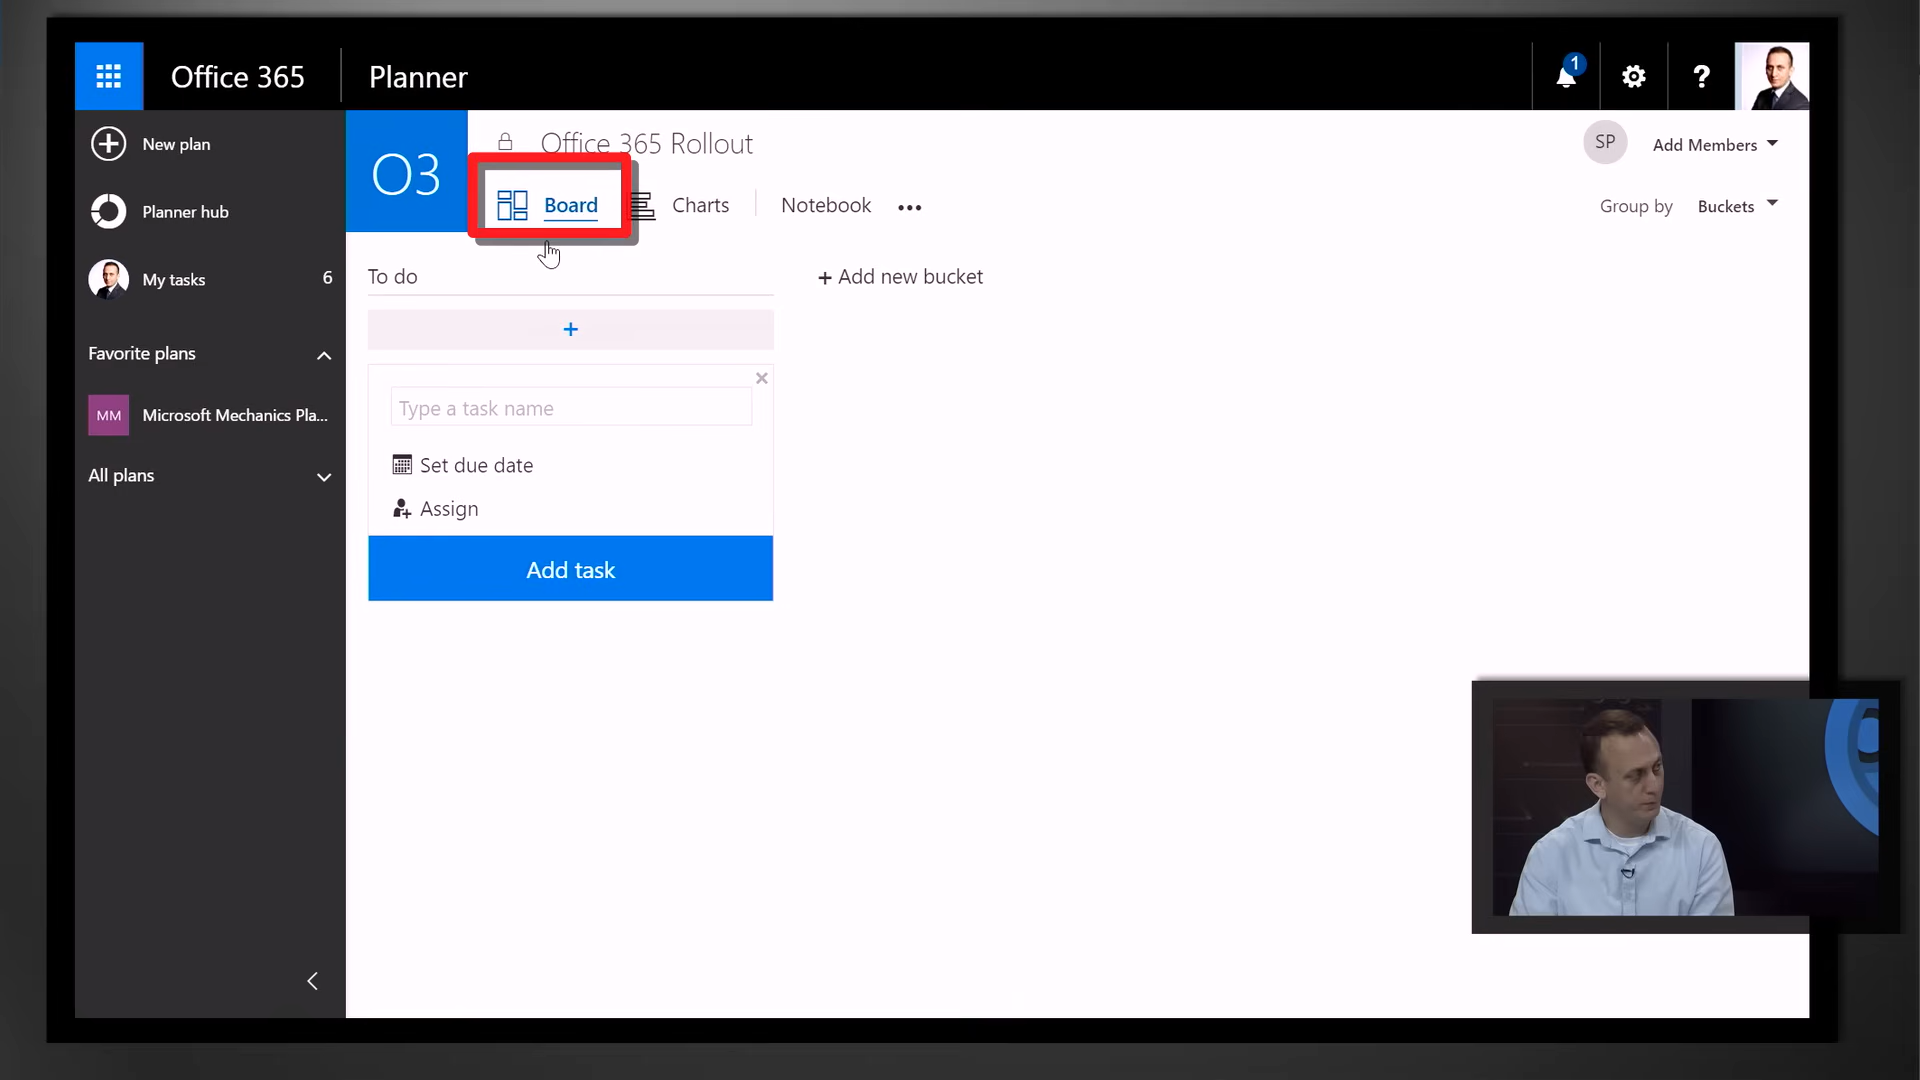 Office 365
Planner
1
?
New plan
Planner hub
My tasks 6
Favorite plans
MM Microsoft Mechanics Pla...
All plans
O3
Office 365 Rollout
SP Add Members
Board
Charts
Notebook
...
Group by Buckets
To do
+ Add new bucket
+
Type a task name
Set due date
Assign
Add task